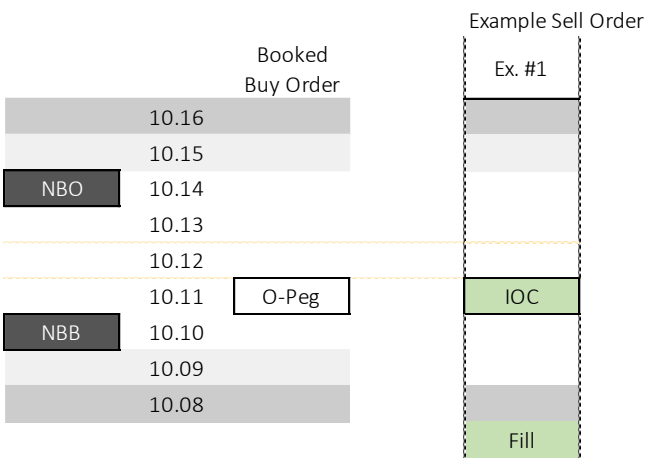 Example Sell Order
Booked
Buy Order
Ex. #1
10.16
10.15
NBO 10.14
10.13
10.12
10.11 O-Peg IOC
NBB 10.10
10.09
10.08
Fill